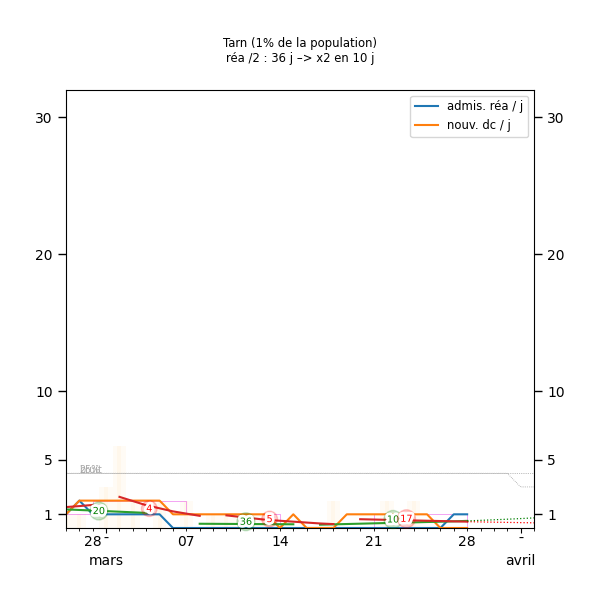 Tarn (1% de la population)
réa /2 : 36 j –> x2 en 10 j
admis. réa / j
nouv. dc / j
30 30
20 20
10 10
5 5
25%
20 4 36 5 10 17
1 1
28 - 07 14 21 28 -
mars avril